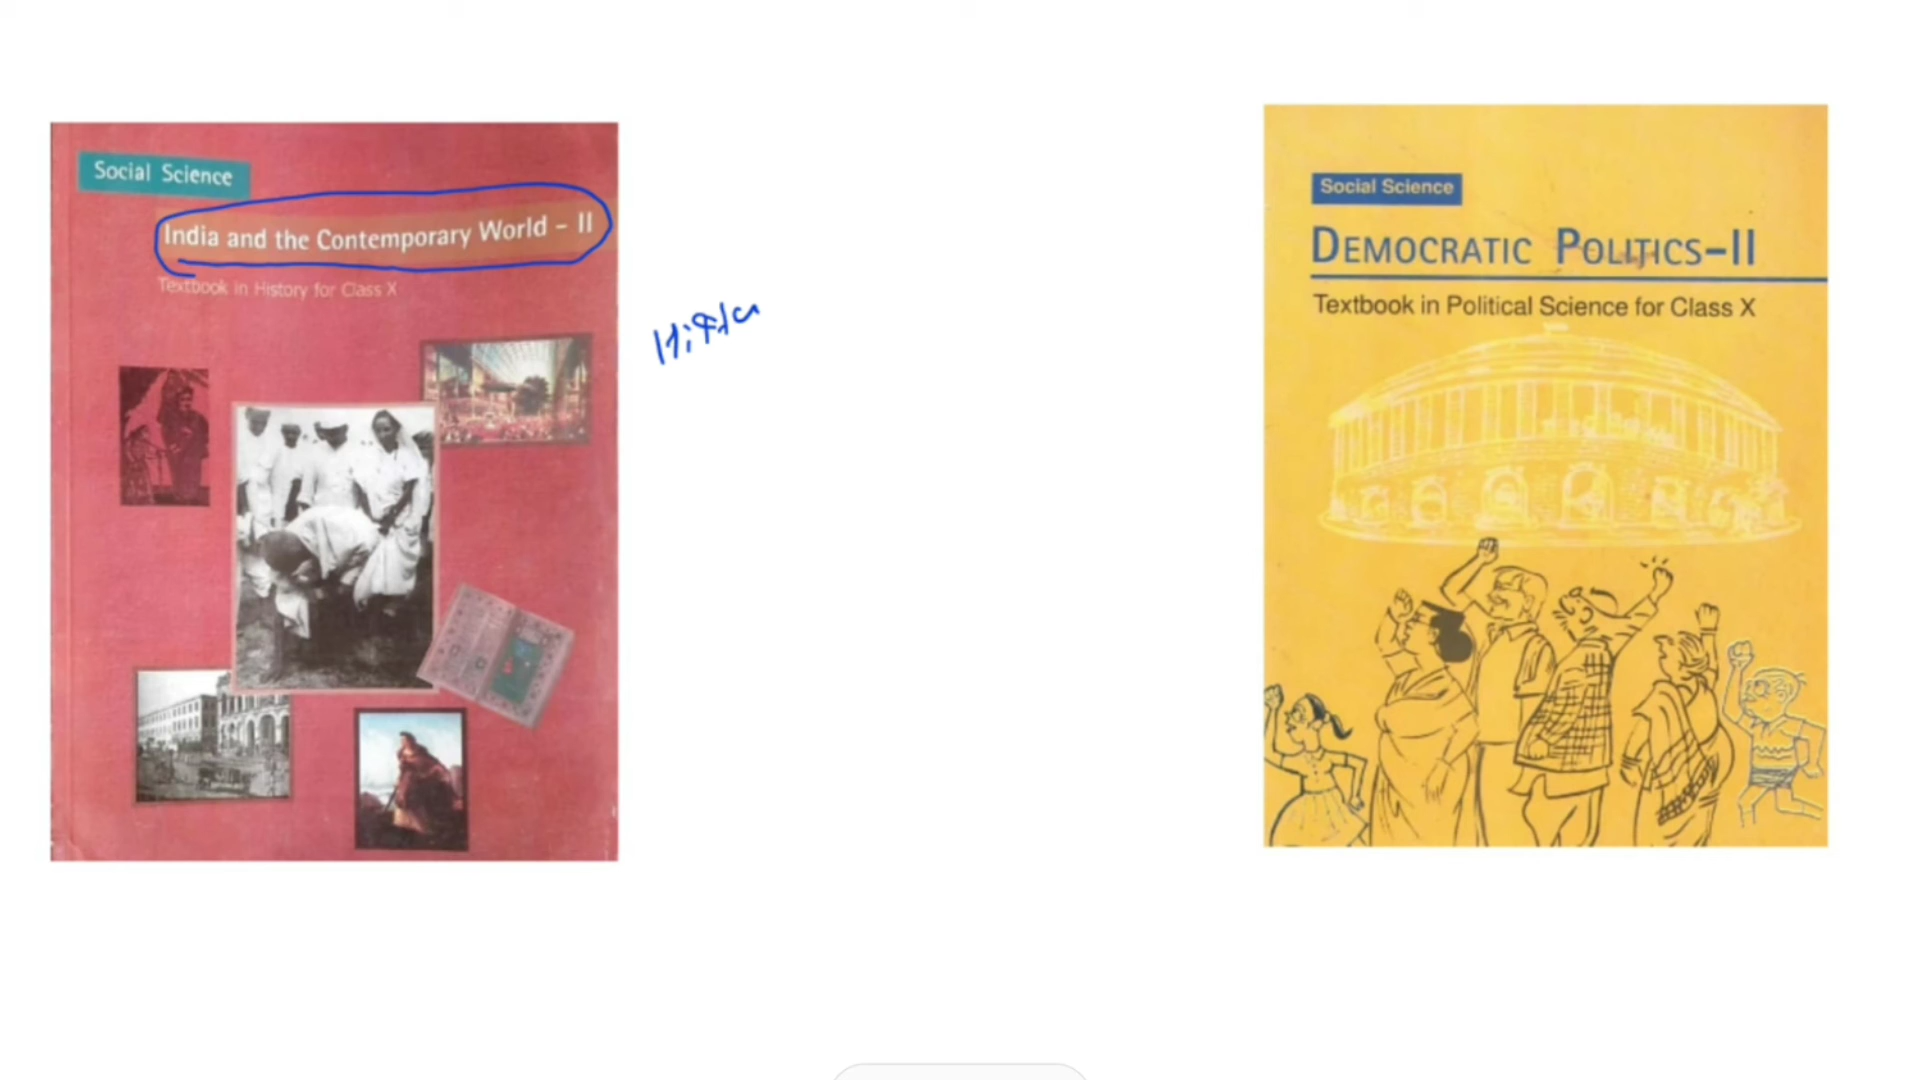 Social Science
India and the Contemporary World – II
Textbook in History for Class X
Social Science
DEMOCRATIC POLITICS–II
Textbook in Political Science for Class X